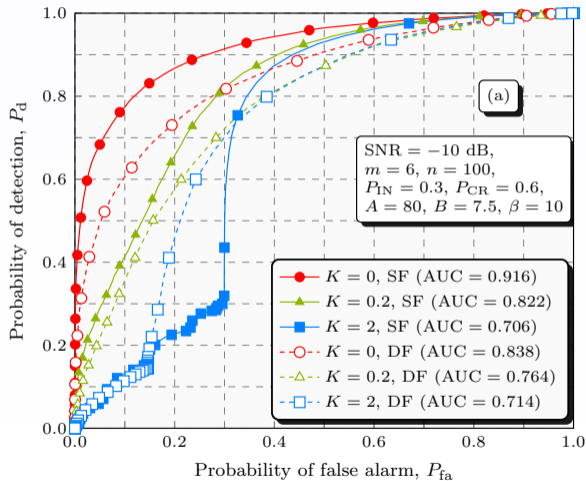 1.0
0.8
0.6
0.4
0.2
0.0
Probability of detection, P_d
(a)
SNR = −10 dB,
m = 6, n = 100,
P_IN = 0.3, P_CR = 0.6,
A = 80, B = 7.5, β = 10
K = 0, SF (AUC = 0.916)
K = 0.2, SF (AUC = 0.822)
K = 2, SF (AUC = 0.706)
K = 0, DF (AUC = 0.838)
K = 0.2, DF (AUC = 0.764)
K = 2, DF (AUC = 0.714)
0.0 0.2 0.4 0.6 0.8 1.0
Probability of false alarm, P_fa